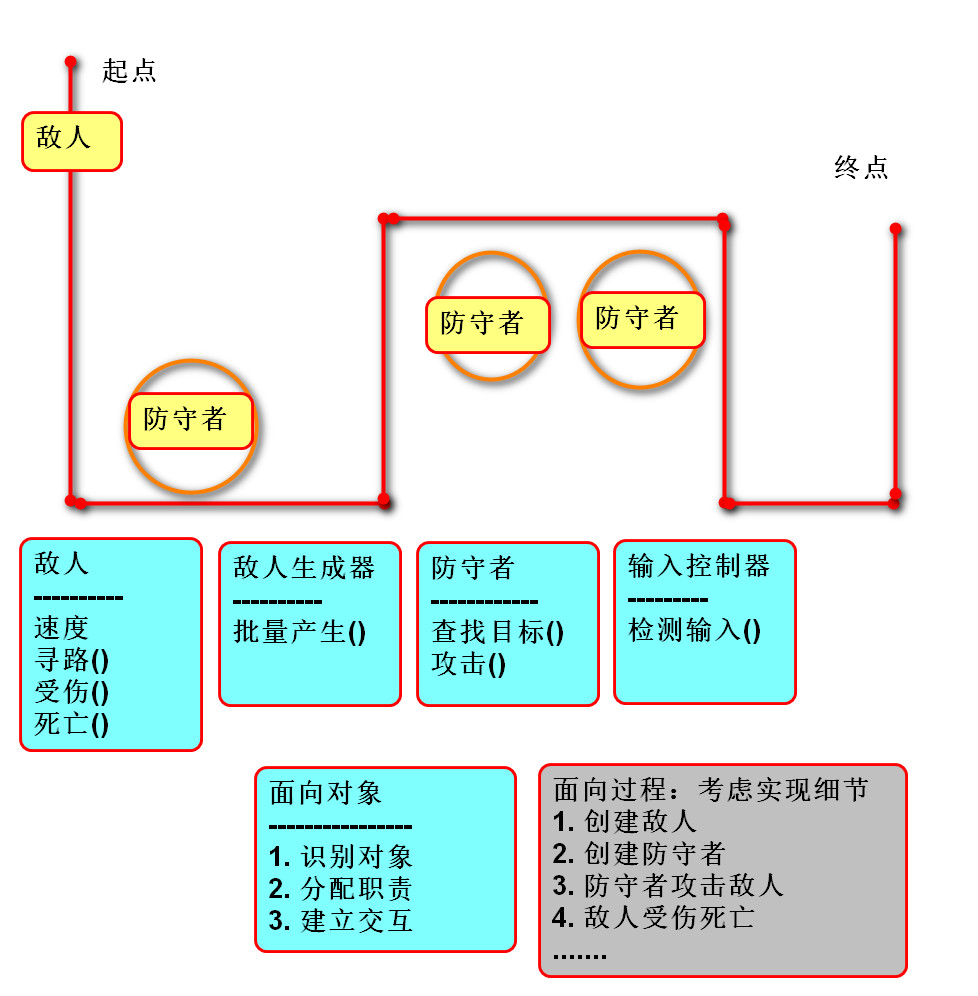 起点
敌人
终点
防守者
防守者
防守者
敌人
----------
速度
寻路()
受伤()
死亡()
敌人生成器
----------
批量产生()
防守者
------------
查找目标()
攻击()
输入控制器
---------
检测输入()
面向对象
----------------
1. 识别对象
2. 分配职责
3. 建立交互
面向过程：考虑实现细节
1. 创建敌人
2. 创建防守者
3. 防守者攻击敌人
4. 敌人受伤死亡
.......